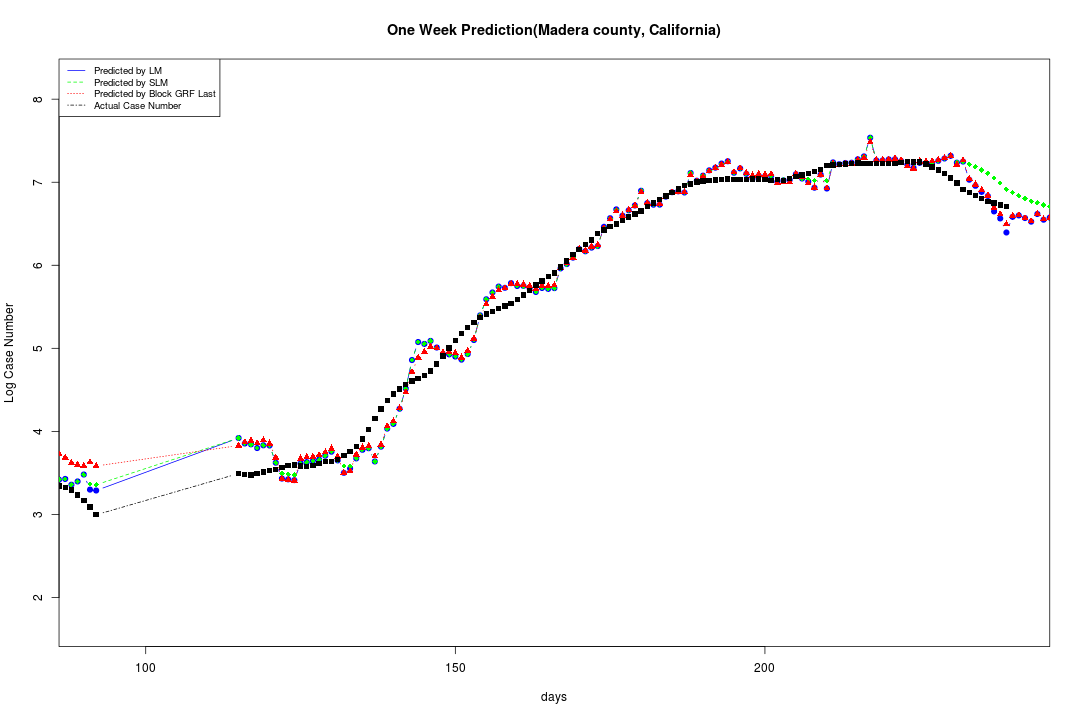 One Week Prediction(Madera county, California)
Predicted by LM
Predicted by SLM
Predicted by Block GRF Last
Actual Case Number
8
7
6
5
4
3
2
Log Case Number
100 150 200
days